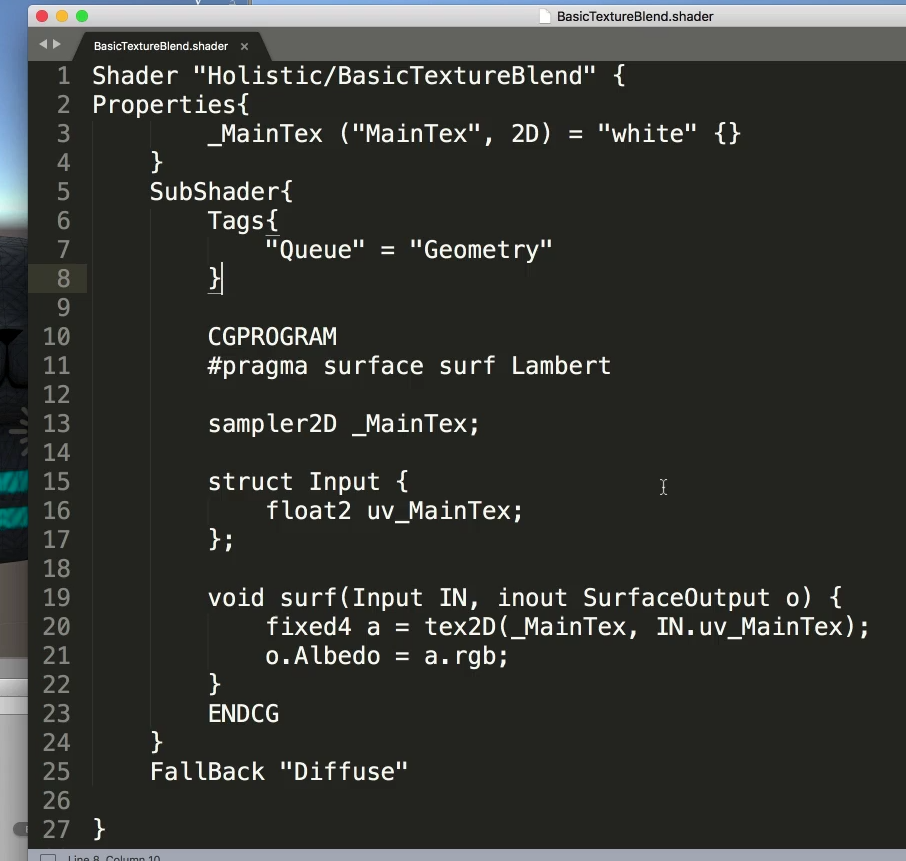 BasicTextureBlend.shader
BasicTextureBlend.shader ×
1 Shader "Holistic/BasicTextureBlend" {
2 Properties{
3 _MainTex ("MainTex", 2D) = "white" {}
4 }
5 SubShader{
6 Tags{
7 "Queue" = "Geometry"
8 }
9
10 CGPROGRAM
11 #pragma surface surf Lambert
12
13 sampler2D _MainTex;
14
15 struct Input {
16 float2 uv_MainTex;
17 };
18
19 void surf(Input IN, inout SurfaceOutput o) {
20 fixed4 a = tex2D(_MainTex, IN.uv_MainTex);
21 o.Albedo = a.rgb;
22 }
23 ENDCG
24 }
25 FallBack "Diffuse"
26
27 }
Line 8, Column 10